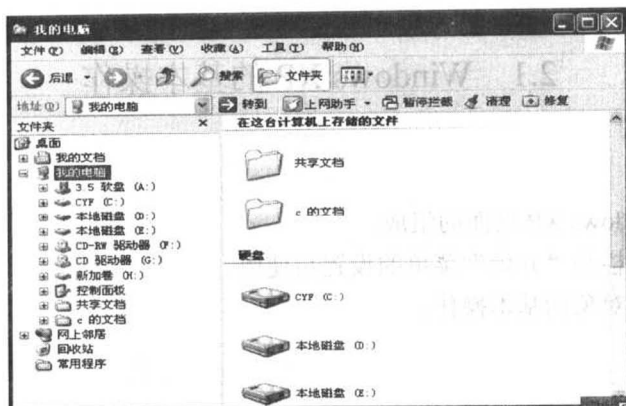 我的电脑
文件(F) 编辑(E) 查看(V) 收藏(A) 工具(T) 帮助(H)
后退 搜索 文件夹
地址(D) 我的电脑 转到 上网助手 暂停拦截 清理 修复
文件夹
桌面
我的文档
我的电脑
3.5 软盘 (A:)
CYF (C:)
本地磁盘 (D:)
本地磁盘 (E:)
CD-RW 驱动器 (F:)
CD 驱动器 (G:)
新加卷 (H:)
控制面板
共享文档
c 的文档
网上邻居
回收站
常用程序
在这台计算机上存储的文件
共享文档
c 的文档
硬盘
CYF (C:)
本地磁盘 (D:)
本地磁盘 (E:)
2.1 Windows